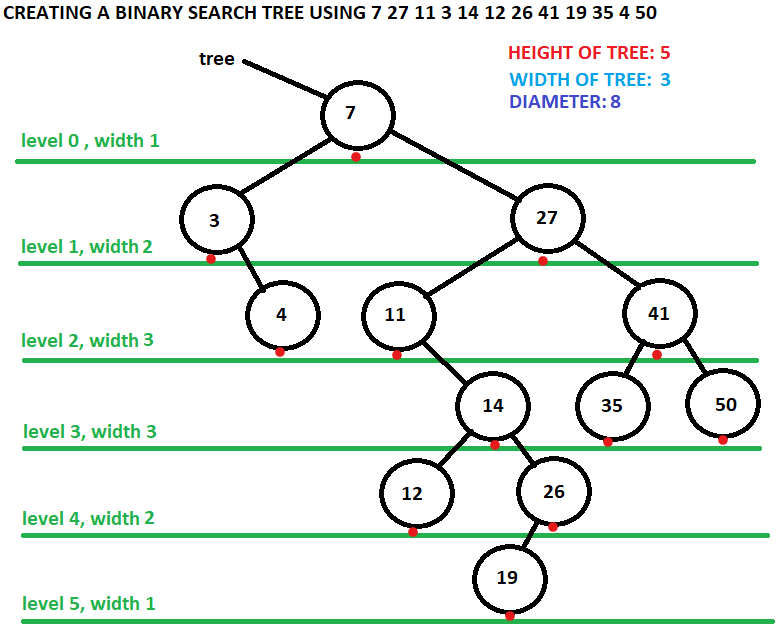 CREATING A BINARY SEARCH TREE USING 7 27 11 3 14 12 26 41 19 35 4 50
tree
HEIGHT OF TREE: 5
WIDTH OF TREE: 3
DIAMETER: 8
7
level 0 , width 1
3
27
level 1, width 2
4
11
41
level 2, width 3
14
35
50
level 3, width 3
12
26
level 4, width 2
19
level 5, width 1